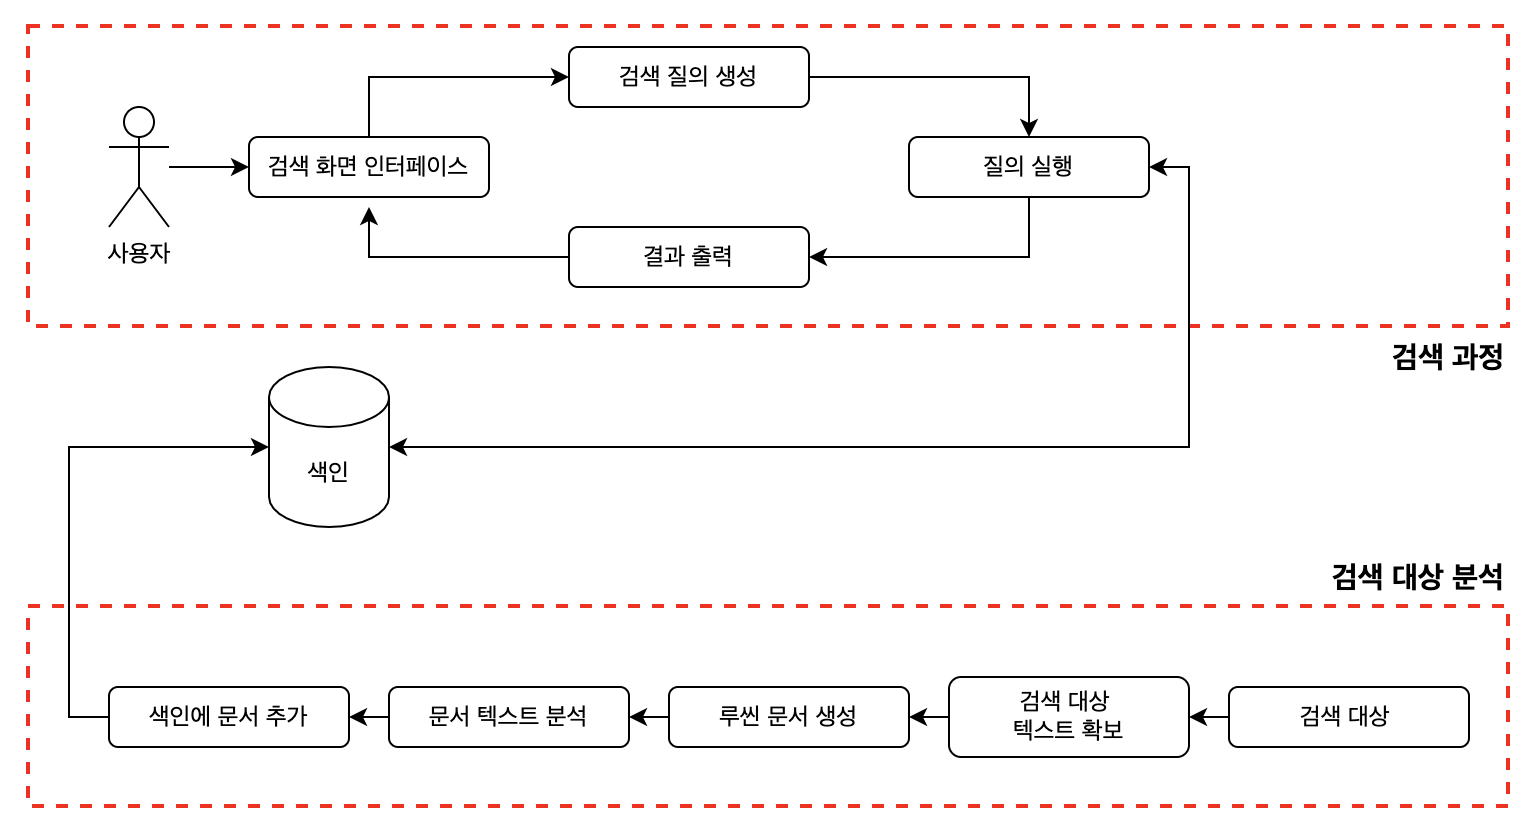 검색 질의 생성
검색 화면 인터페이스
질의 실행
사용자
결과 출력
검색 과정
색인
검색 대상 분석
색인에 문서 추가
문서 텍스트 분석
루씬 문서 생성
검색 대상
텍스트 확보
검색 대상